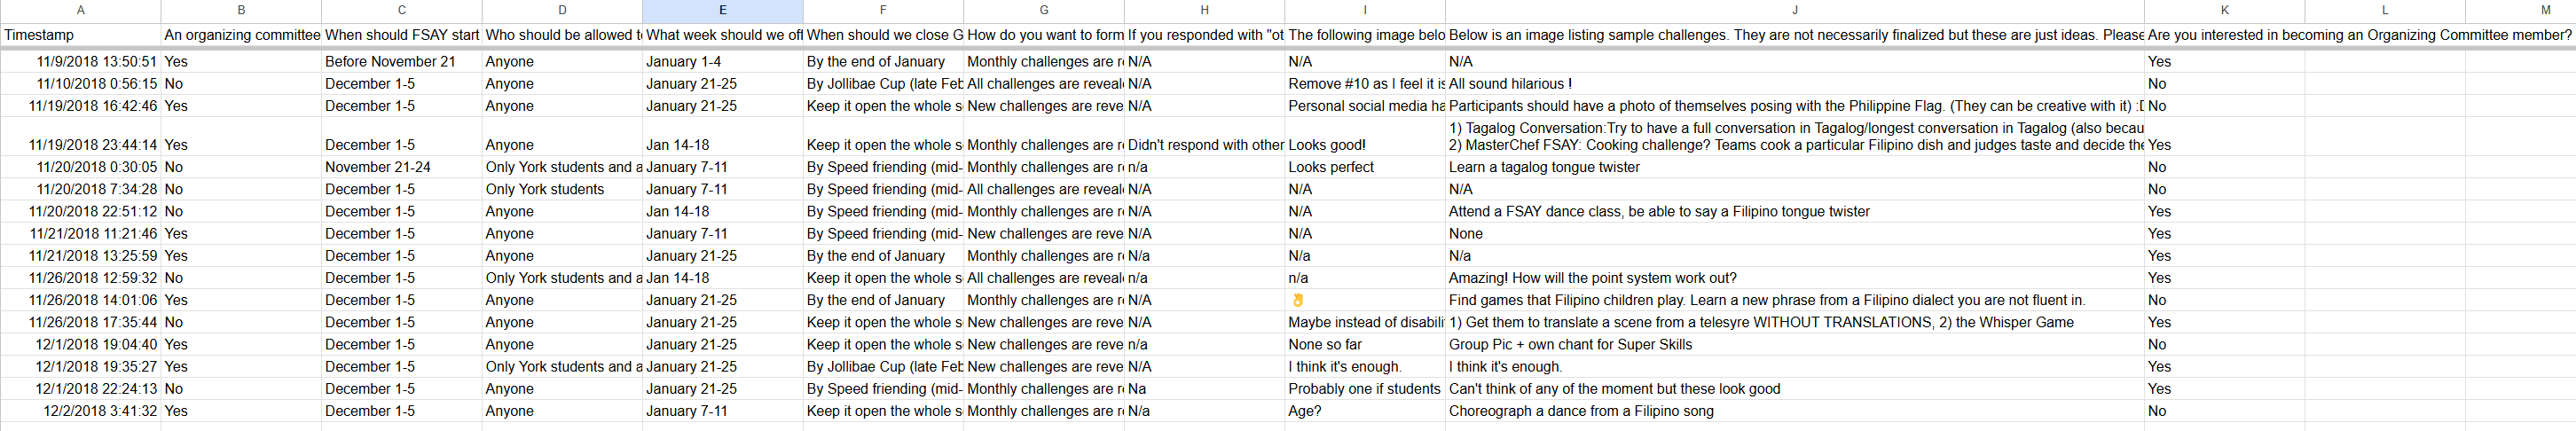 A B C D E F G H I J K L M
Timestamp An organizing committee When should FSAY start Who should be allowed t What week should we off When should we close G How do you want to form If you responded with "ot The following image belo Below is an image listing sample challenges. They are not necessarily finalized but these are just ideas. Please Are you interested in becoming an Organizing Committee member?
11/9/2018 13:50:51 Yes Before November 21 Anyone January 1-4 By the end of January Monthly challenges are r N/A N/A N/A Yes
11/10/2018 0:56:15 No December 1-5 Anyone January 21-25 By Jollibae Cup (late Feb All challenges are reveal N/A Remove #10 as I feel it is All sound hilarious ! No
11/19/2018 16:42:46 Yes December 1-5 Anyone January 21-25 Keep it open the whole s New challenges are reve N/A Personal social media ha Participants should have a photo of themselves posing with the Philippine Flag. (They can be creative with it) :D No
1) Tagalog Conversation:Try to have a full conversation in Tagalog/longest conversation in Tagalog (also becau
11/19/2018 23:44:14 Yes December 1-5 Anyone Jan 14-18 Keep it open the whole s Monthly challenges are r Didn't respond with other Looks good! 2) MasterChef FSAY: Cooking challenge? Teams cook a particular Filipino dish and judges taste and decide the Yes
11/20/2018 0:30:05 No November 21-24 Only York students and a January 7-11 By Speed friending (mid- Monthly challenges are r n/a Looks perfect Learn a tagalog tongue twister No
11/20/2018 7:34:28 No December 1-5 Only York students January 7-11 By Speed friending (mid- All challenges are reveal N/A N/A N/A No
11/20/2018 22:51:12 No December 1-5 Anyone Jan 14-18 By Speed friending (mid- Monthly challenges are r N/A N/A Attend a FSAY dance class, be able to say a Filipino tongue twister Yes
11/21/2018 11:21:46 Yes December 1-5 Anyone January 7-11 By Speed friending (mid- New challenges are reve N/A N/A None Yes
11/21/2018 13:25:59 Yes December 1-5 Anyone January 21-25 By the end of January Monthly challenges are r N/a N/a N/a Yes
11/26/2018 12:59:32 No December 1-5 Only York students and a Jan 14-18 Keep it open the whole s All challenges are reveal n/a n/a Amazing! How will the point system work out? Yes
11/26/2018 14:01:06 Yes December 1-5 Anyone January 21-25 By the end of January Monthly challenges are r N/A 👌 Find games that Filipino children play. Learn a new phrase from a Filipino dialect you are not fluent in. No
11/26/2018 17:35:44 No December 1-5 Anyone January 21-25 Keep it open the whole s New challenges are reve N/A Maybe instead of disabilit 1) Get them to translate a scene from a telesyre WITHOUT TRANSLATIONS, 2) the Whisper Game Yes
12/1/2018 19:04:40 Yes December 1-5 Anyone January 21-25 Keep it open the whole s New challenges are reve n/a None so far Group Pic + own chant for Super Skills No
12/1/2018 19:35:27 Yes December 1-5 Only York students and a January 21-25 By Jollibae Cup (late Feb New challenges are reve N/A I think it's enough. I think it's enough. Yes
12/1/2018 22:24:13 No December 1-5 Anyone January 21-25 By Speed friending (mid- Monthly challenges are r Na Probably one if students Can't think of any of the moment but these look good Yes
12/2/2018 3:41:32 Yes December 1-5 Anyone January 7-11 Keep it open the whole s Monthly challenges are r N/a Age? Choreograph a dance from a Filipino song No